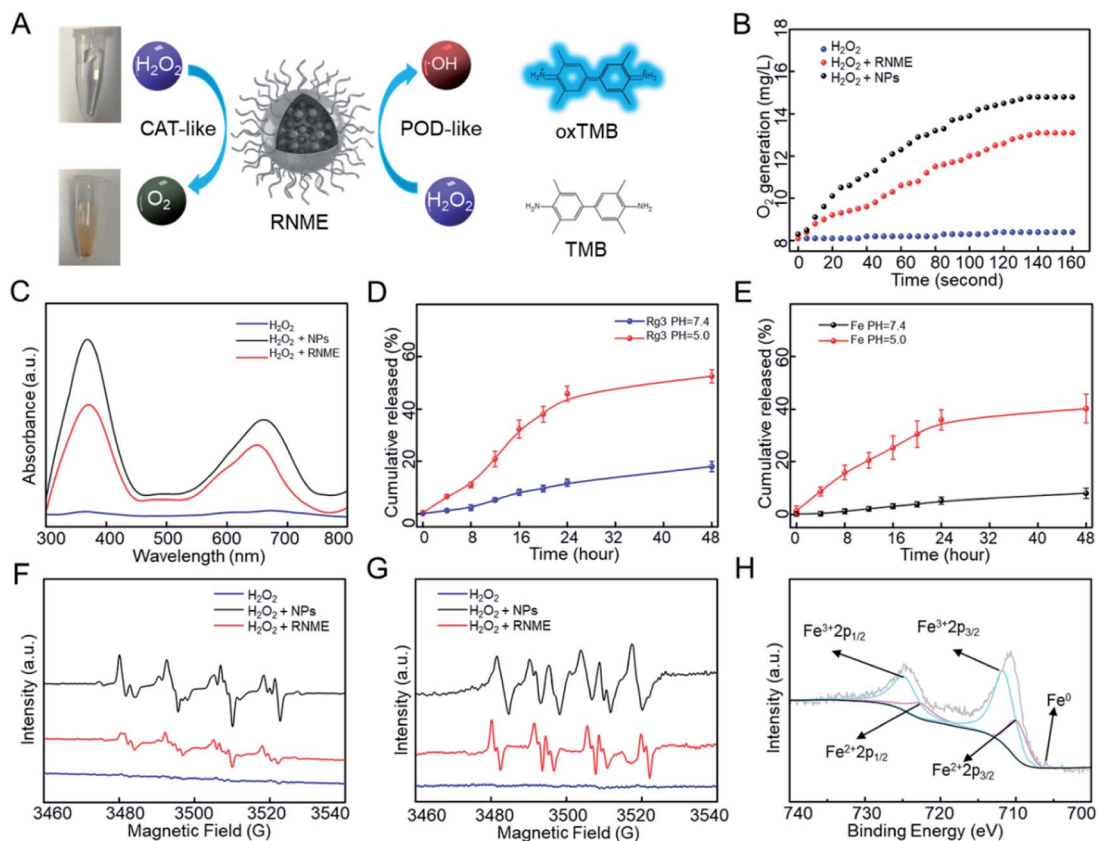 A
H₂O₂
CAT-like
O₂
RNME
·OH
POD-like
H₂O₂
H₂N
NH₂
oxTMB
H₂N
NH₂
TMB
B
O₂ generation (mg/L)
18
16
14
12
10
8
H₂O₂
H₂O₂ + RNME
H₂O₂ + NPs
0 20 40 60 80 100 120 140 160
Time (second)
C
Absorbance (a.u.)
H₂O₂
H₂O₂ + NPs
H₂O₂ + RNME
300 400 500 600 700 800
Wavelength (nm)
D
Cumulative released (%)
60
40
20
0
Rg3 PH=7.4
Rg3 PH=5.0
0 8 16 24 32 40 48
Time (hour)
E
Cumulative released (%)
60
40
20
0
Fe PH=7.4
Fe PH=5.0
0 8 16 24 32 40 48
Time (hour)
F
Intensity (a.u.)
H₂O₂
H₂O₂ + NPs
H₂O₂ + RNME
3460 3480 3500 3520 3540
Magnetic Field (G)
G
Intensity (a.u.)
H₂O₂
H₂O₂ + NPs
H₂O₂ + RNME
3460 3480 3500 3520 3540
Magnetic Field (G)
H
Intensity (a.u.)
Fe³⁺2p₁/₂
Fe³⁺2p₃/₂
Fe⁰
Fe²⁺2p₁/₂
Fe²⁺2p₃/₂
740 730 720 710 700
Binding Energy (eV)